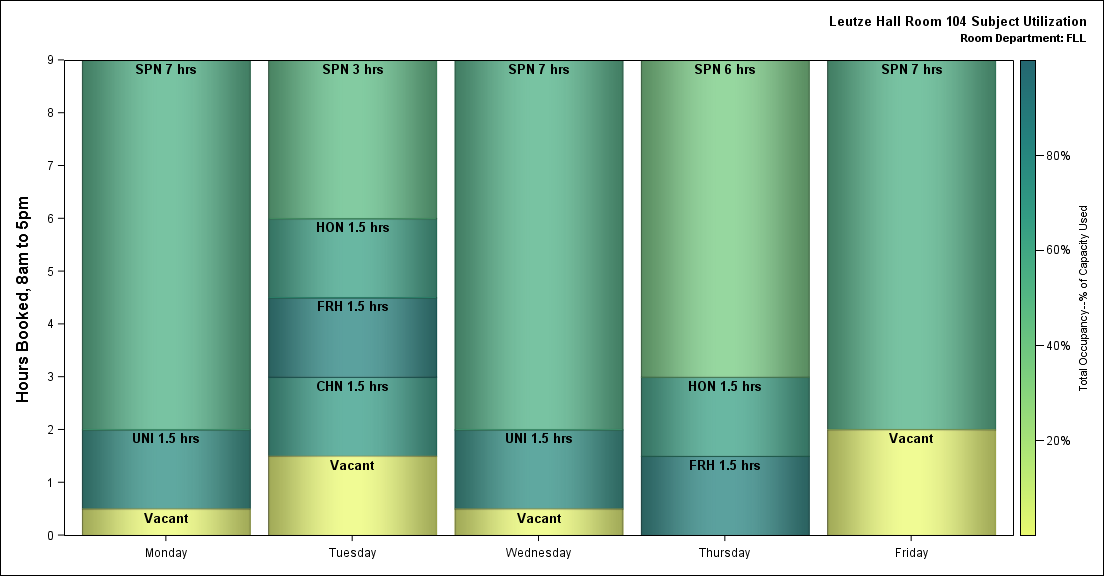 Leutze Hall Room 104 Subject Utilization
Room Department: FLL
Hours Booked, 8am to 5pm
9
8
7
6
5
4
3
2
1
0
SPN 7 hrs
UNI 1.5 hrs
Vacant
Monday
SPN 3 hrs
HON 1.5 hrs
FRH 1.5 hrs
CHN 1.5 hrs
Vacant
Tuesday
SPN 7 hrs
UNI 1.5 hrs
Vacant
Wednesday
SPN 6 hrs
HON 1.5 hrs
FRH 1.5 hrs
Thursday
SPN 7 hrs
Vacant
Friday
80%
60%
40%
20%
Total Occupancy--% of Capacity Used